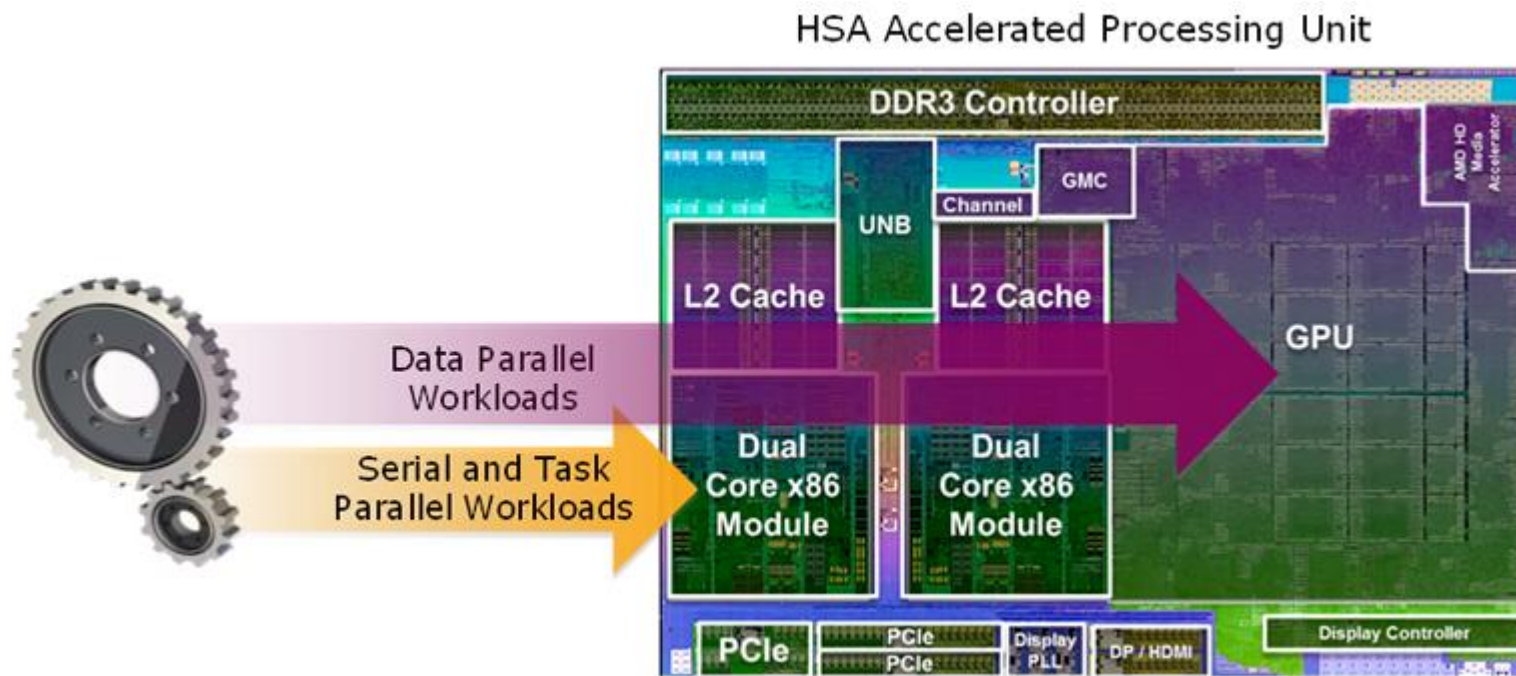 HSA Accelerated Processing Unit
DDR3 Controller
AMD HD
Media
Accelerator
GMC
Channel
UNB
L2 Cache
L2 Cache
GPU
Data Parallel
Workloads
Serial and Task
Parallel Workloads
Dual
Core x86
Module
Dual
Core x86
Module
PCIe
PCIe
PCIe
Display
PLL
DP / HDMI
Display Controller